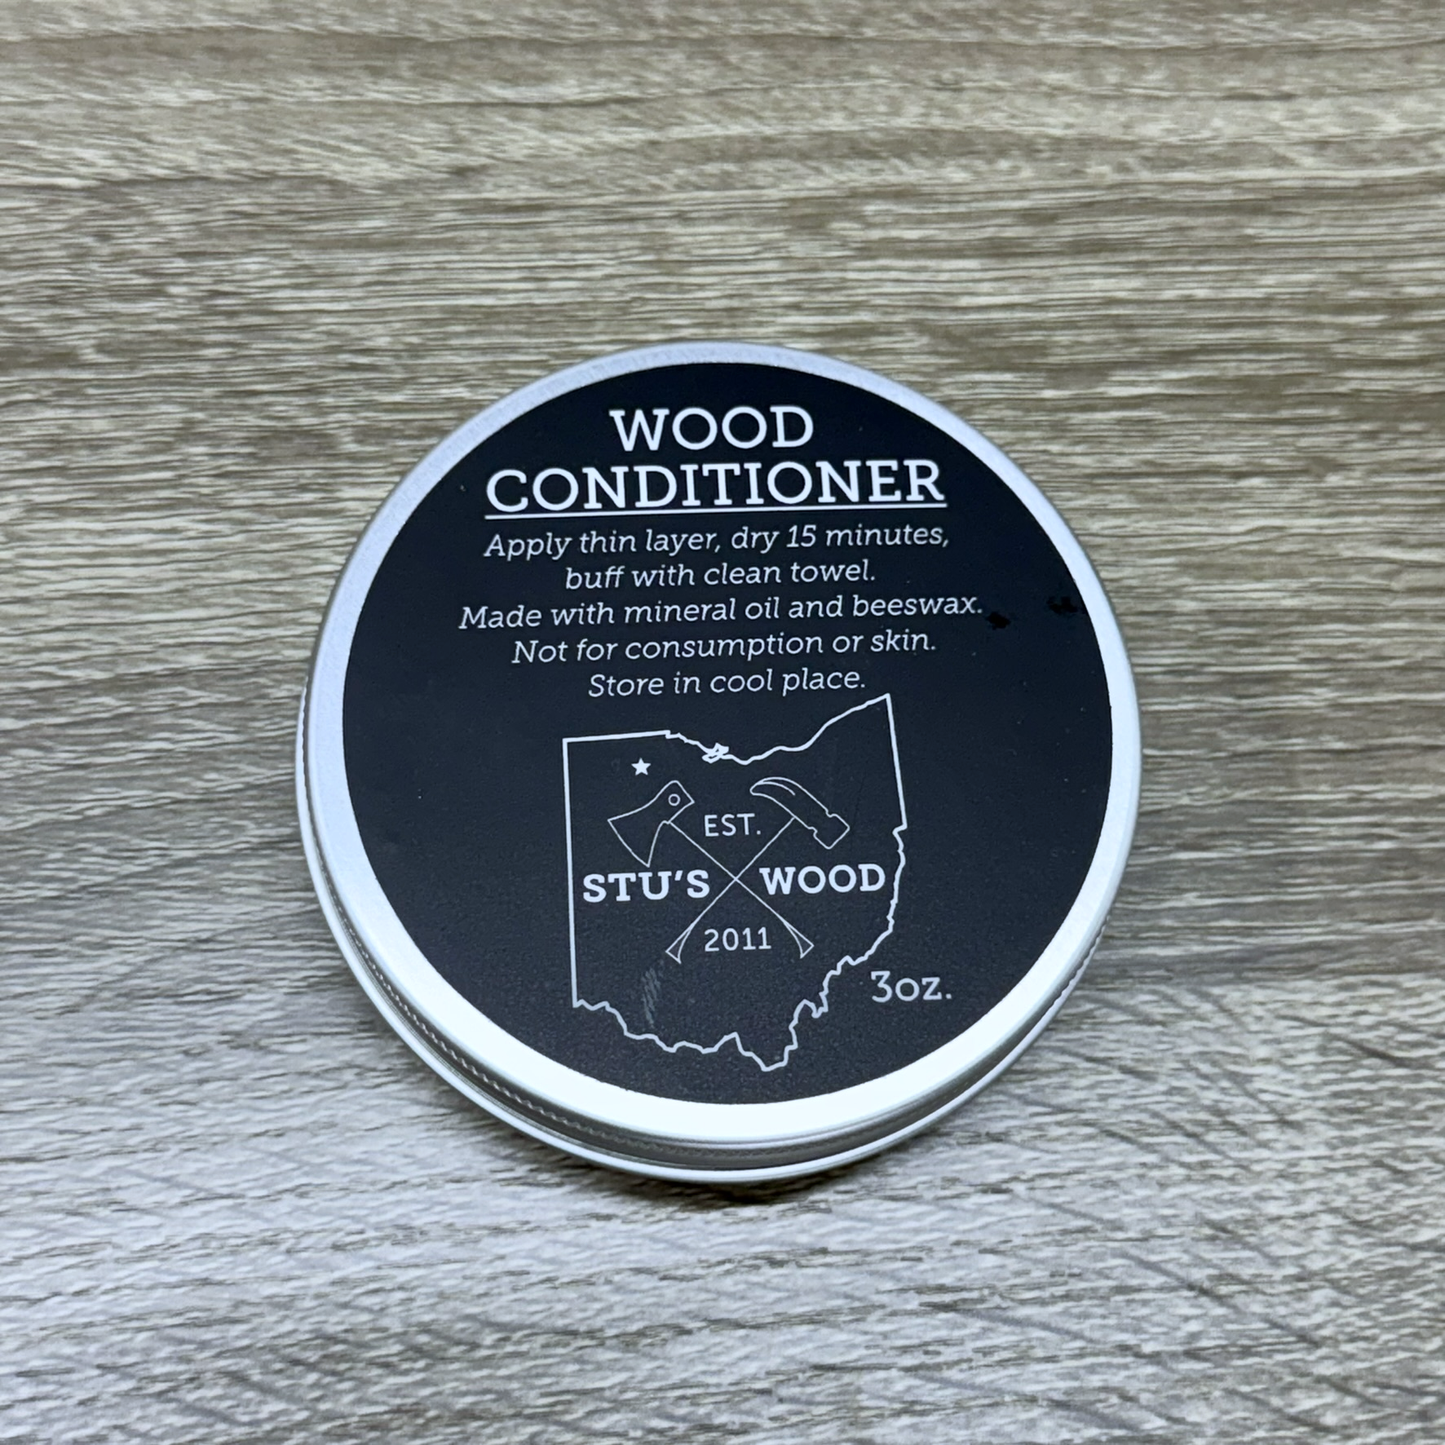 WOOD
CONDITIONER
Apply thin layer, dry 15 minutes,
buff with clean towel.
Made with mineral oil and beeswax.
Not for consumption or skin.
Store in cool place.
EST.
STU'S WOOD
2011
3oz.